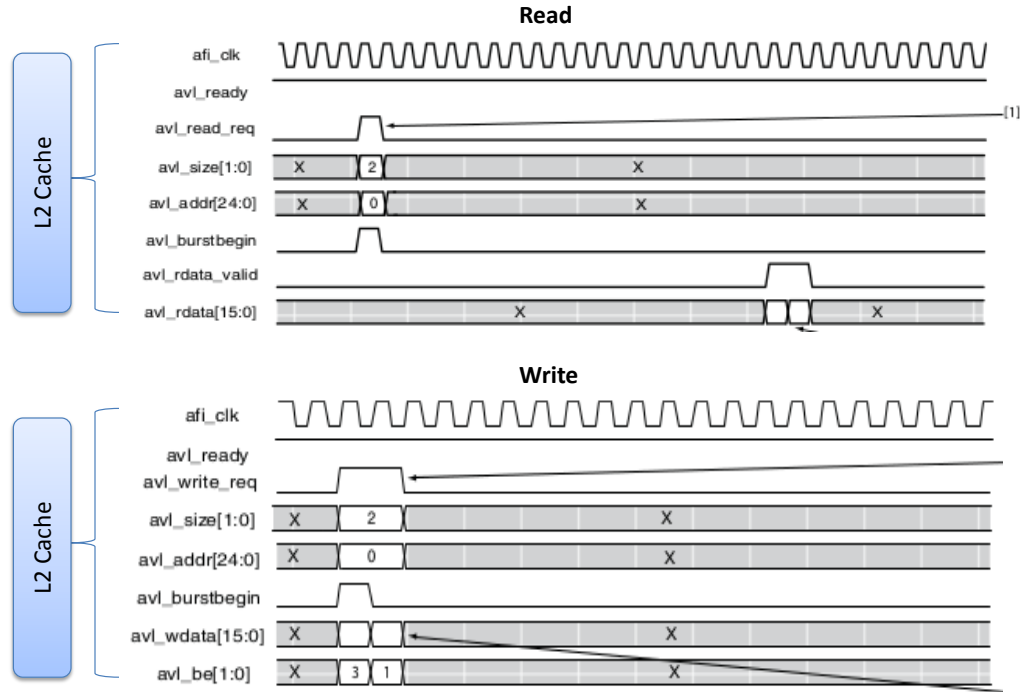 Read
L2 Cache
afi_clk
avl_ready
[1]
avl_read_req
avl_size[1:0] X 2 X
avl_addr[24:0] X 0 X
avl_burstbegin
avl_rdata_valid
avl_rdata[15:0] X X
Write
L2 Cache
afi_clk
avl_ready
avl_write_req
avl_size[1:0] X 2 X
avl_addr[24:0] X 0 X
avl_burstbegin
avl_wdata[15:0] X X
avl_be[1:0] X 3 1 X